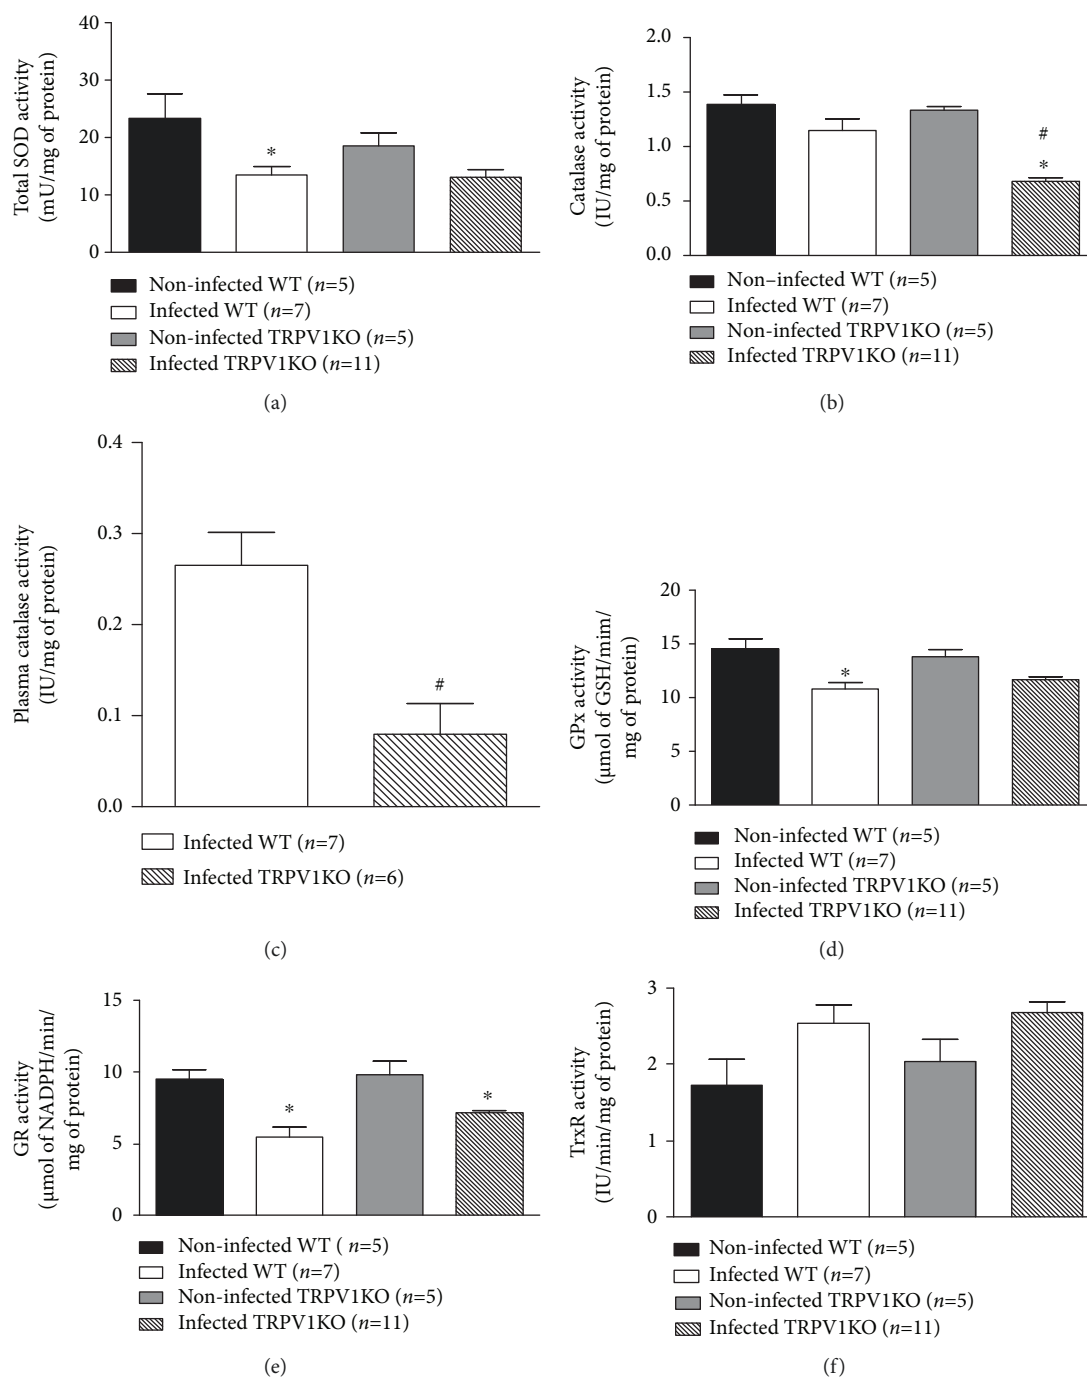 Total SOD activity
(mU/mg of protein)
40
30
20
10
0
*
Non-infected WT (n=5)
Infected WT (n=7)
Non-infected TRPV1KO (n=5)
Infected TRPV1KO (n=11)
(a)
Catalase activity
(IU/mg of protein)
2.0
1.5
1.0
0.5
0.0
#
*
Non–infected WT (n=5)
Infected WT (n=7)
Non-infected TRPV1KO (n=5)
Infected TRPV1KO (n=11)
(b)
Plasma catalase activity
(IU/mg of protein)
0.4
0.3
0.2
0.1
0.0
#
Infected WT (n=7)
Infected TRPV1KO (n=6)
(c)
GPx activity
(μmol of GSH/mim/
mg of protein)
20
15
10
5
0
*
Non-infected WT (n=5)
Infected WT (n=7)
Non-infected TRPV1KO (n=5)
Infected TRPV1KO (n=11)
(d)
GR activity
(μmol of NADPH/min/
mg of protein)
15
10
5
0
*
*
Non-infected WT ( n=5)
Infected WT (n=7)
Non-infected TRPV1KO (n=5)
Infected TRPV1KO (n=11)
(e)
TrxR activity
(IU/min/mg of protein)
3
2
1
0
Non-infected WT (n=5)
Infected WT (n=7)
Non-infected TRPV1KO (n=5)
Infected TRPV1KO (n=11)
(f)